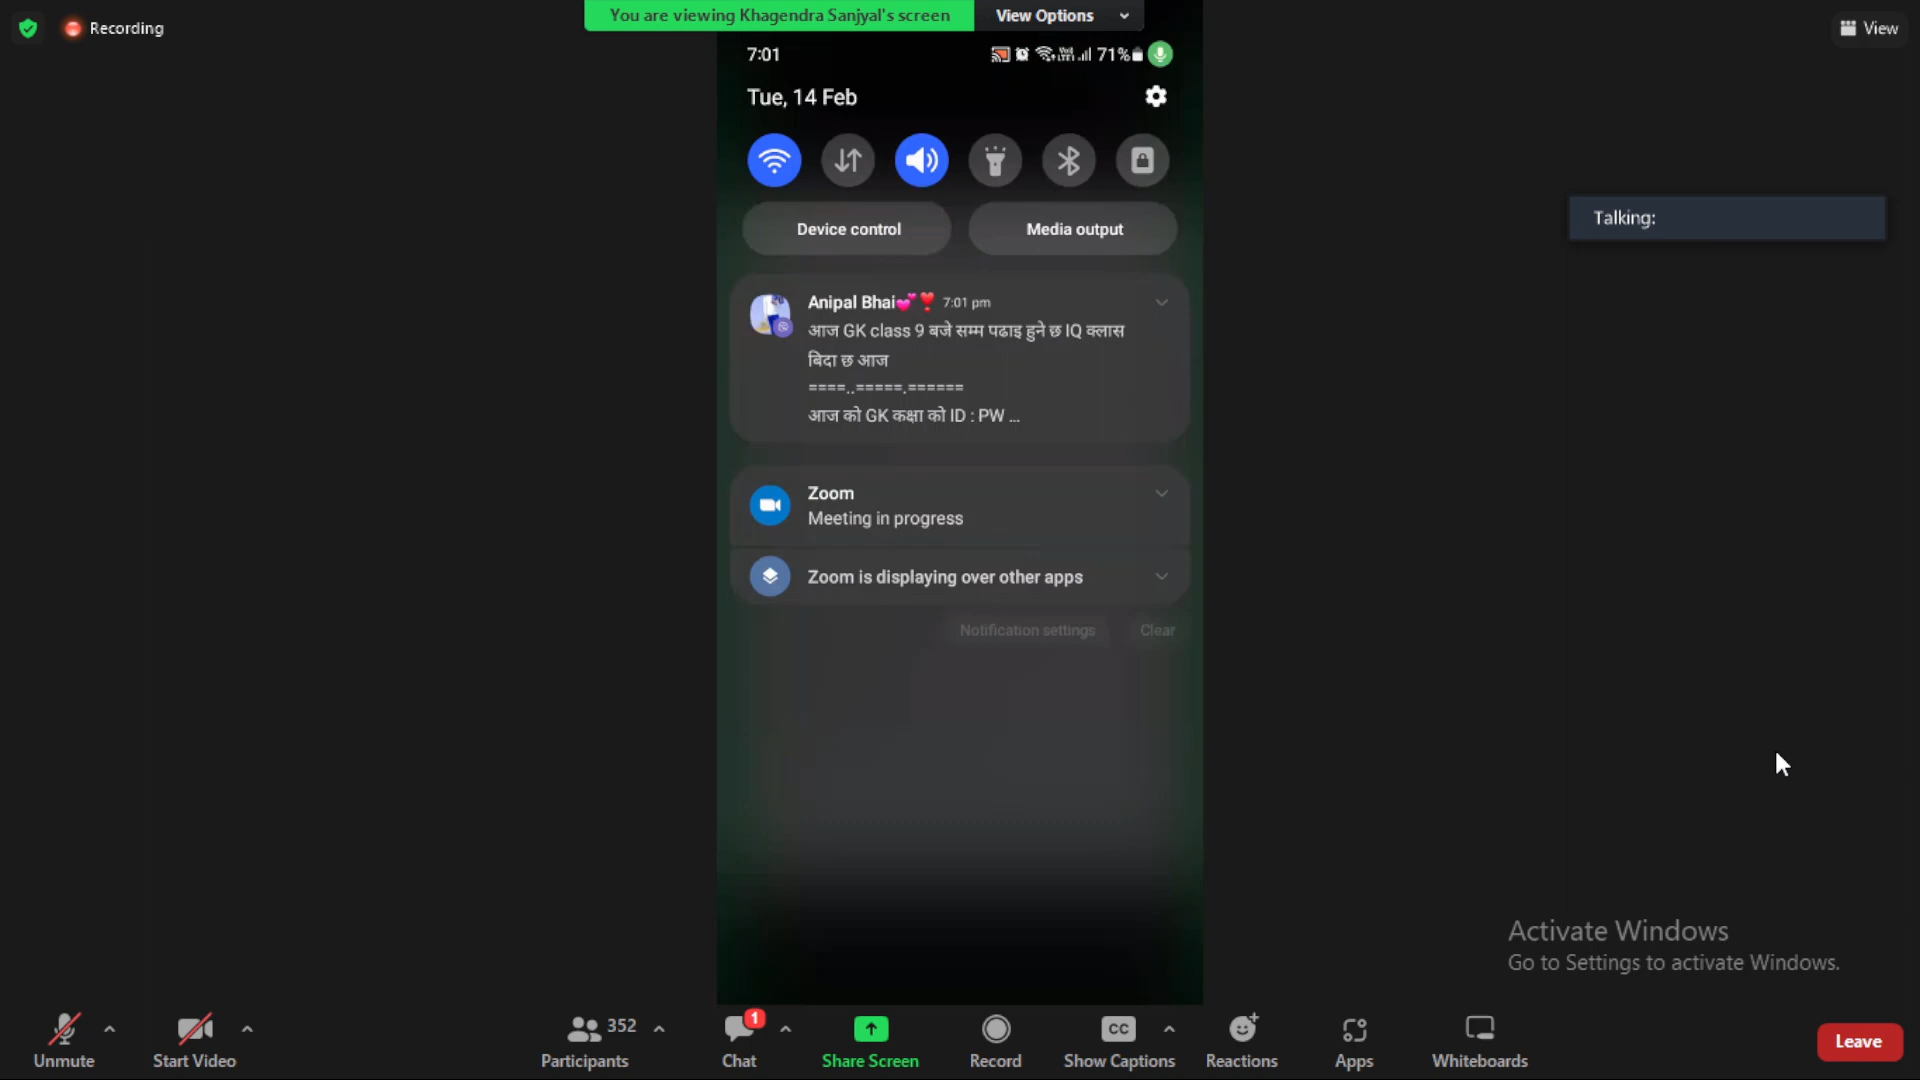 You are viewing Khagendra Sanjyal's screen
View Options
Recording
View
7:01
71%
Tue, 14 Feb
Talking:
Device control
Media output
Anipal Bhai💕❣️ 7:01 pm
आज GK class 9 बजे सम्म पढाइ हुने छ IQ क्लास
बिदा छ आज
====..=====.======
आज को GK कक्षा को ID : PW ...
Zoom
Meeting in progress
Zoom is displaying over other apps
Notification settings
Clear
Activate Windows
Go to Settings to activate Windows.
Unmute
Start Video
352
Participants
1
Chat
Share Screen
Record
CC
Show Captions
Reactions
Apps
Whiteboards
Leave